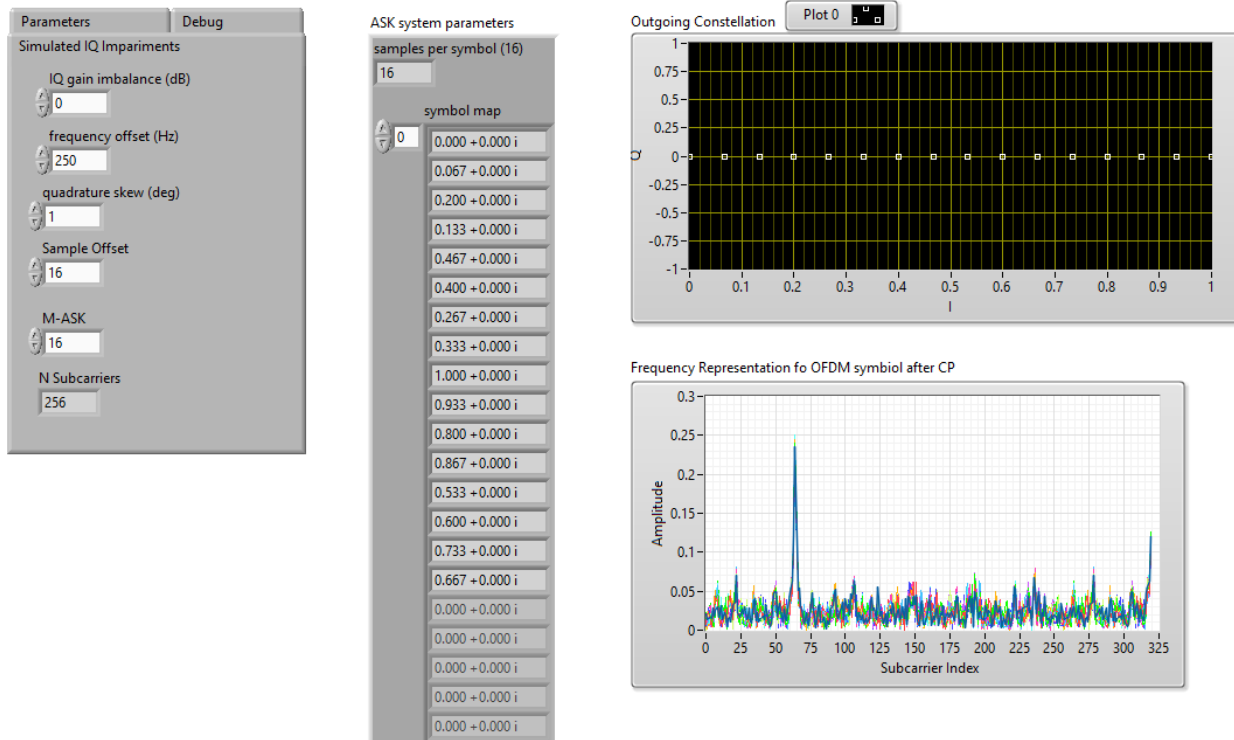 Parameters
Debug
Simulated IQ Impariments
IQ gain imbalance (dB)
0
frequency offset (Hz)
250
quadrature skew (deg)
1
Sample Offset
16
M-ASK
16
N Subcarriers
256
ASK system parameters
samples per symbol (16)
16
symbol map
0
0.000 +0.000 i
0.067 +0.000 i
0.200 +0.000 i
0.133 +0.000 i
0.467 +0.000 i
0.400 +0.000 i
0.267 +0.000 i
0.333 +0.000 i
1.000 +0.000 i
0.933 +0.000 i
0.800 +0.000 i
0.867 +0.000 i
0.533 +0.000 i
0.600 +0.000 i
0.733 +0.000 i
0.667 +0.000 i
0.000 +0.000 i
0.000 +0.000 i
0.000 +0.000 i
0.000 +0.000 i
0.000 +0.000 i
Outgoing Constellation
Plot 0
1
0.75
0.5
0.25
0
-0.25
-0.5
-0.75
-1
Q
0 0.1 0.2 0.3 0.4 0.5 0.6 0.7 0.8 0.9 1
I
Frequency Representation fo OFDM symbiol after CP
0.3
0.25
0.2
0.15
0.1
0.05
0
Amplitude
0 25 50 75 100 125 150 175 200 225 250 275 300 325
Subcarrier Index